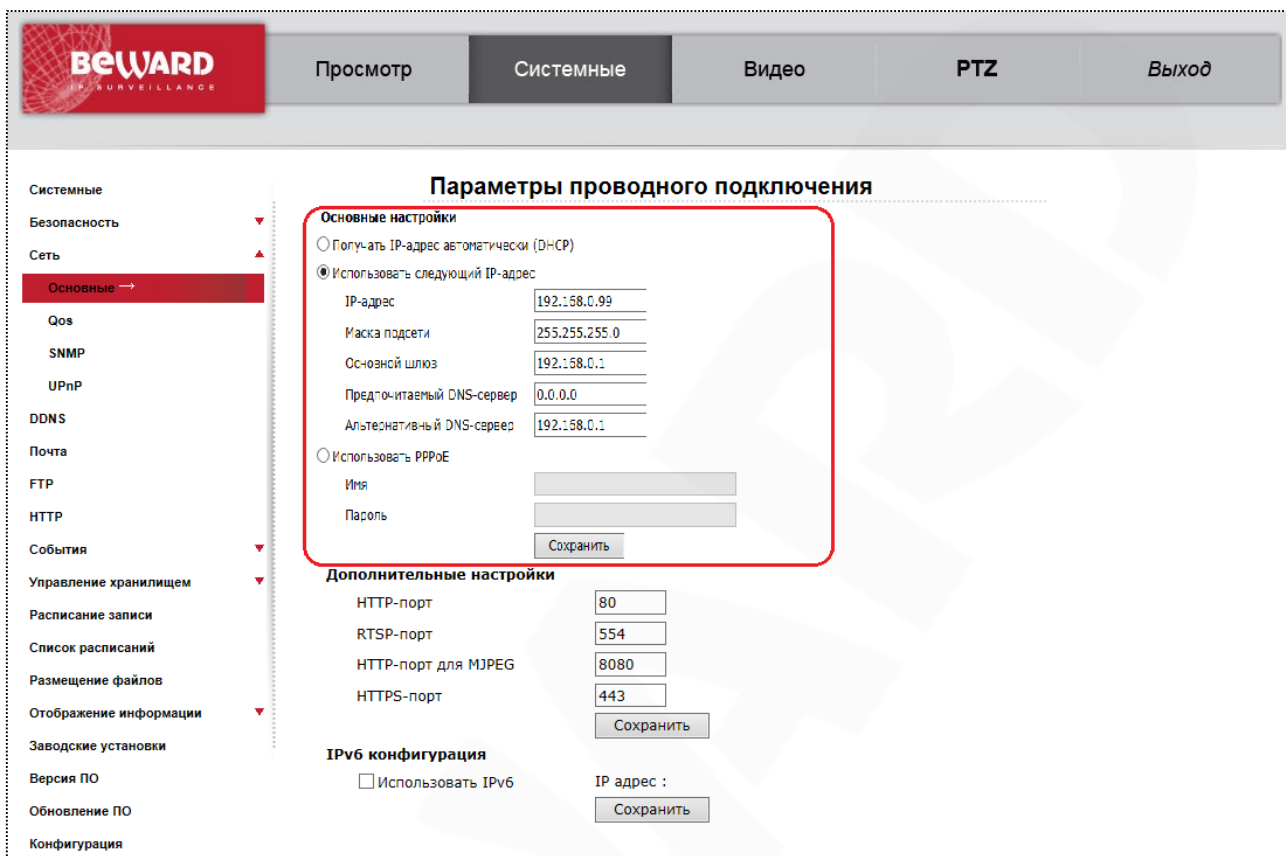 BEWARD
IP SURVEILLANCE
Просмотр
Системные
Видео
PTZ
Выход
Системные
Безопасность
Сеть
Основные →
Qos
SNMP
UPnP
DDNS
Почта
FTP
HTTP
События
Управление хранилищем
Расписание записи
Список расписаний
Размещение файлов
Отображение информации
Заводские установки
Версия ПО
Обновление ПО
Конфигурация
Параметры проводного подключения
Основные настройки
Получать IP-адрес автоматически (DHCP)
Использовать следующий IP-адрес
IP-адрес 192.168.0.99
Маска подсети 255.255.255.0
Основной шлюз 192.168.0.1
Предпочитаемый DNS-сервер 0.0.0.0
Альтернативный DNS-сервер 192.168.0.1
Использовать PPPoE
Имя
Пароль
Сохранить
Дополнительные настройки
HTTP-порт 80
RTSP-порт 554
HTTP-порт для MJPEG 8080
HTTPS-порт 443
Сохранить
IPv6 конфигурация
Использовать IPv6 IP адрес :
Сохранить